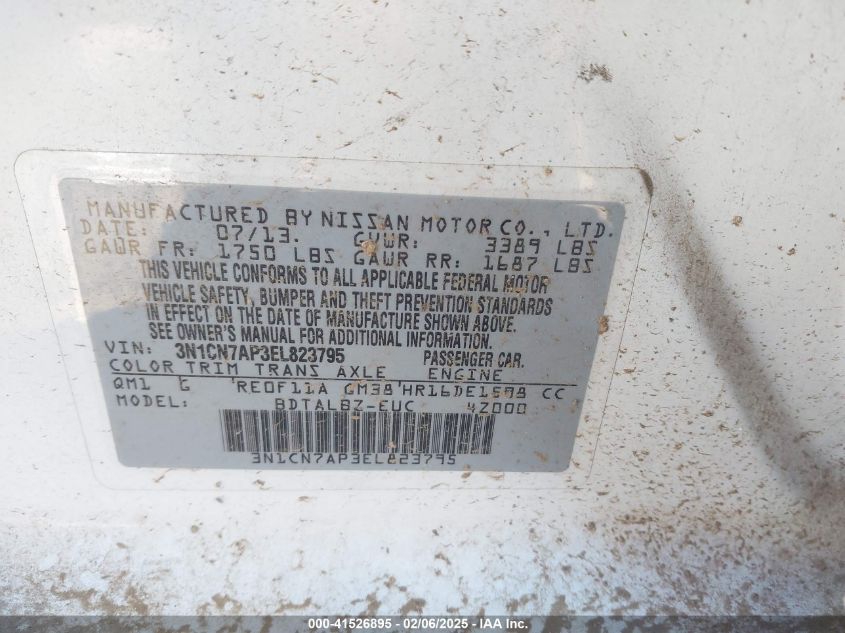 MANUFACTURED BY NISSAN MOTOR CO., LTD.
DATE: 07/13. GVWR: 3389 LBS
GAWR FR: 1750 LBS GAWR RR: 1687 LBS
THIS VEHICLE CONFORMS TO ALL APPLICABLE FEDERAL MOTOR
VEHICLE SAFETY, BUMPER AND THEFT PREVENTION STANDARDS
IN EFFECT ON THE DATE OF MANUFACTURE SHOWN ABOVE.
SEE OWNER'S MANUAL FOR ADDITIONAL INFORMATION.
VIN: 3N1CN7AP3EL823795 PASSENGER CAR.
COLOR TRIM TRANS AXLE ENGINE
QM1 G RE0F11A GM38 HR16DE1598 CC
MODEL: BDTALBZ-EUC 4Z000
3N1CN7AP3EL823795
000-41526895 - 02/06/2025 - IAAI.COM